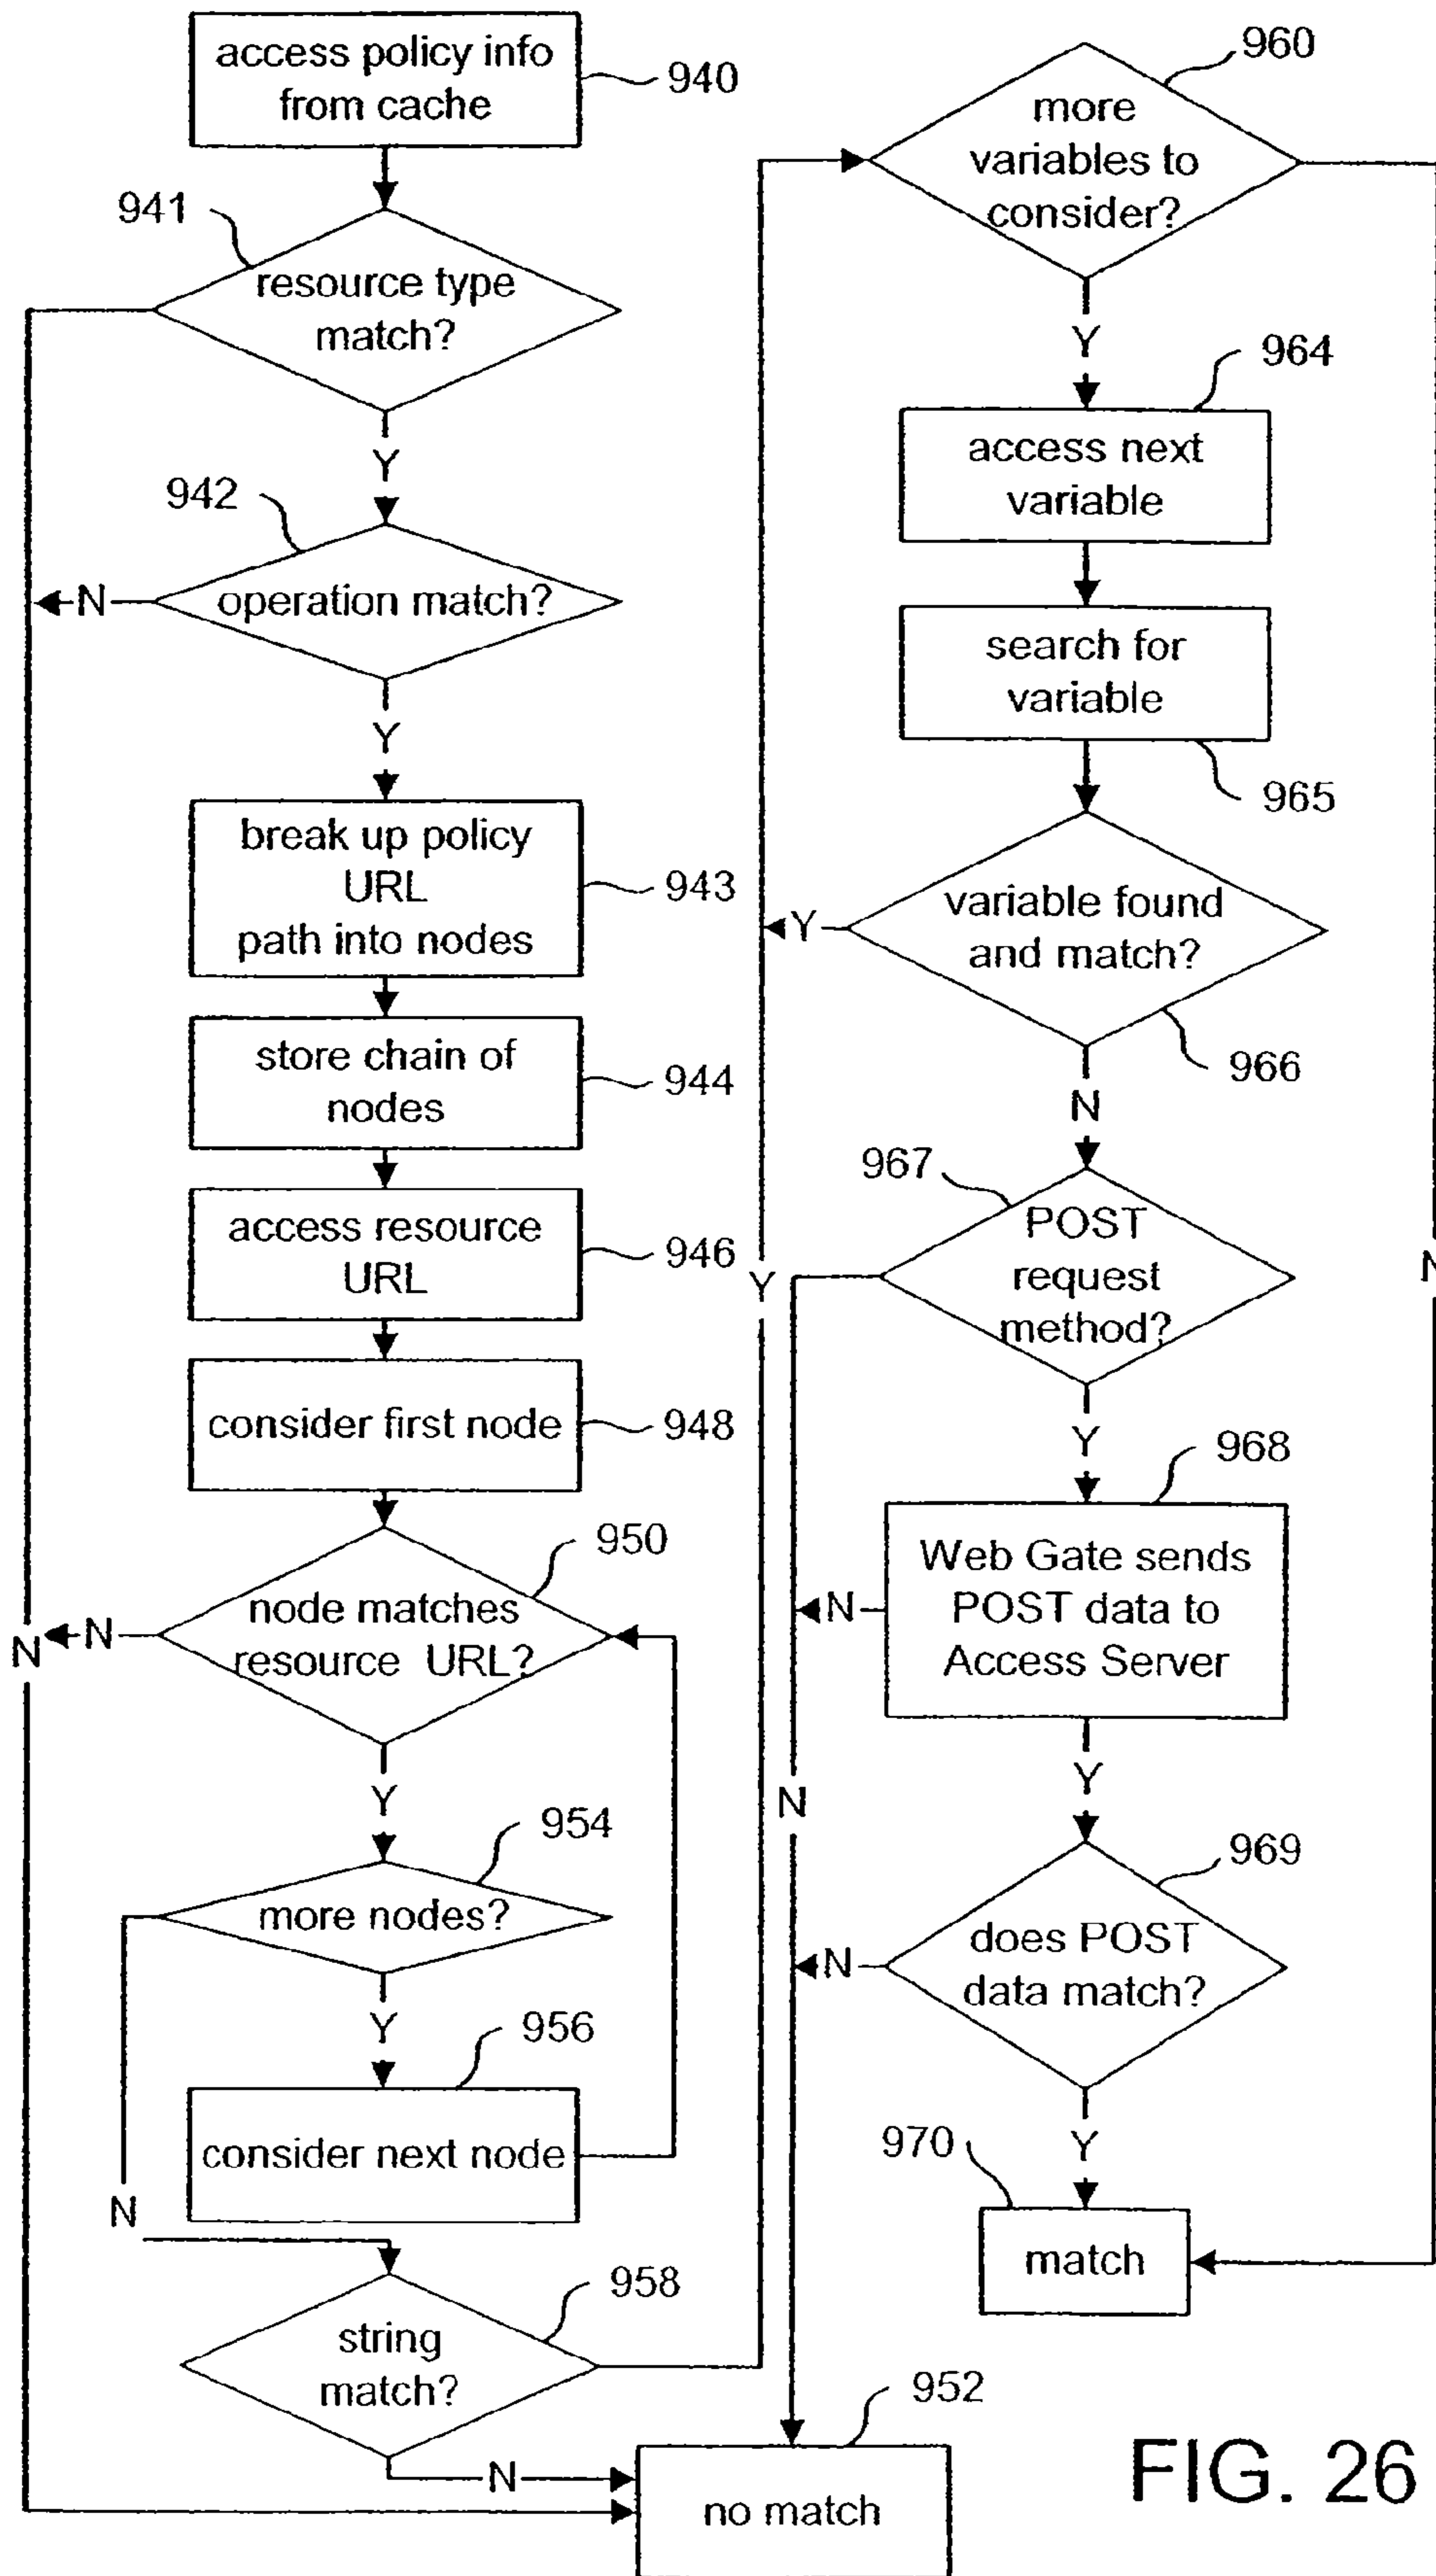 access policy info
from cache
940
941
resource type
match?
Y
942
operation match?
N
Y
break up policy
URL
path into nodes
943
store chain of
nodes
944
access resource
URL
946
consider first node
948
950
node matches
resource URL?
N
N
Y
954
more nodes?
Y
956
consider next node
N
958
string
match?
N
952
no match
Y
960
more
variables to
consider?
Y
N
964
access next
variable
search for
variable
965
variable found
and match?
Y
966
N
967
POST
request
method?
Y
N
968
Web Gate sends
POST data to
Access Server
N
Y
969
does POST
data match?
N
Y
970
match
FIG. 26